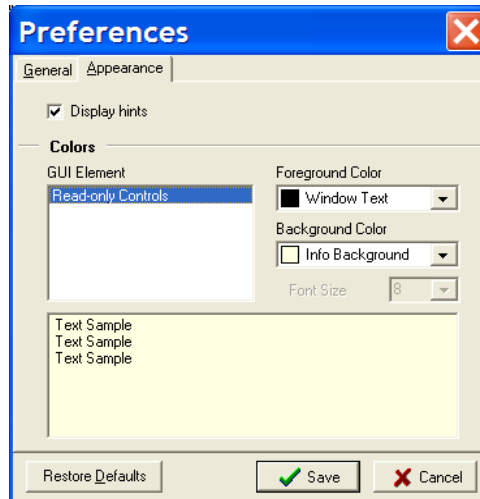 Preferences
General Appearance
Display hints
Colors
GUI Element
Read-only Controls
Foreground Color
Window Text
Background Color
Info Background
Font Size 8
Text Sample
Text Sample
Text Sample
Restore Defaults Save Cancel